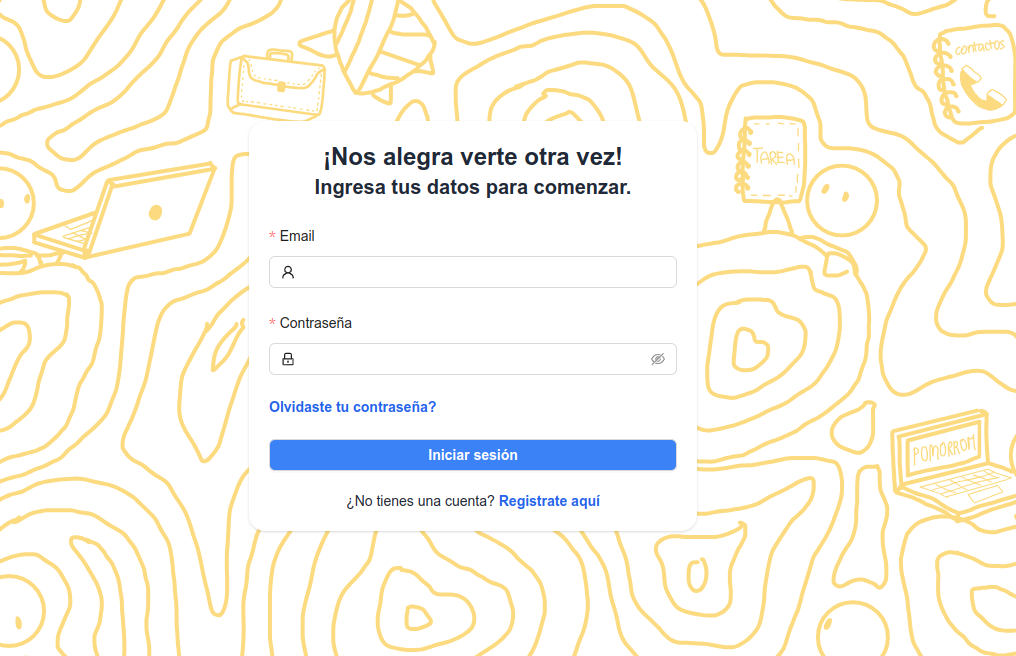 contactos
TAREA
¡Nos alegra verte otra vez!
Ingresa tus datos para comenzar.
* Email
* Contraseña
Olvidaste tu contraseña?
Iniciar sesión
¿No tienes una cuenta? Registrate aquí
POMORROM